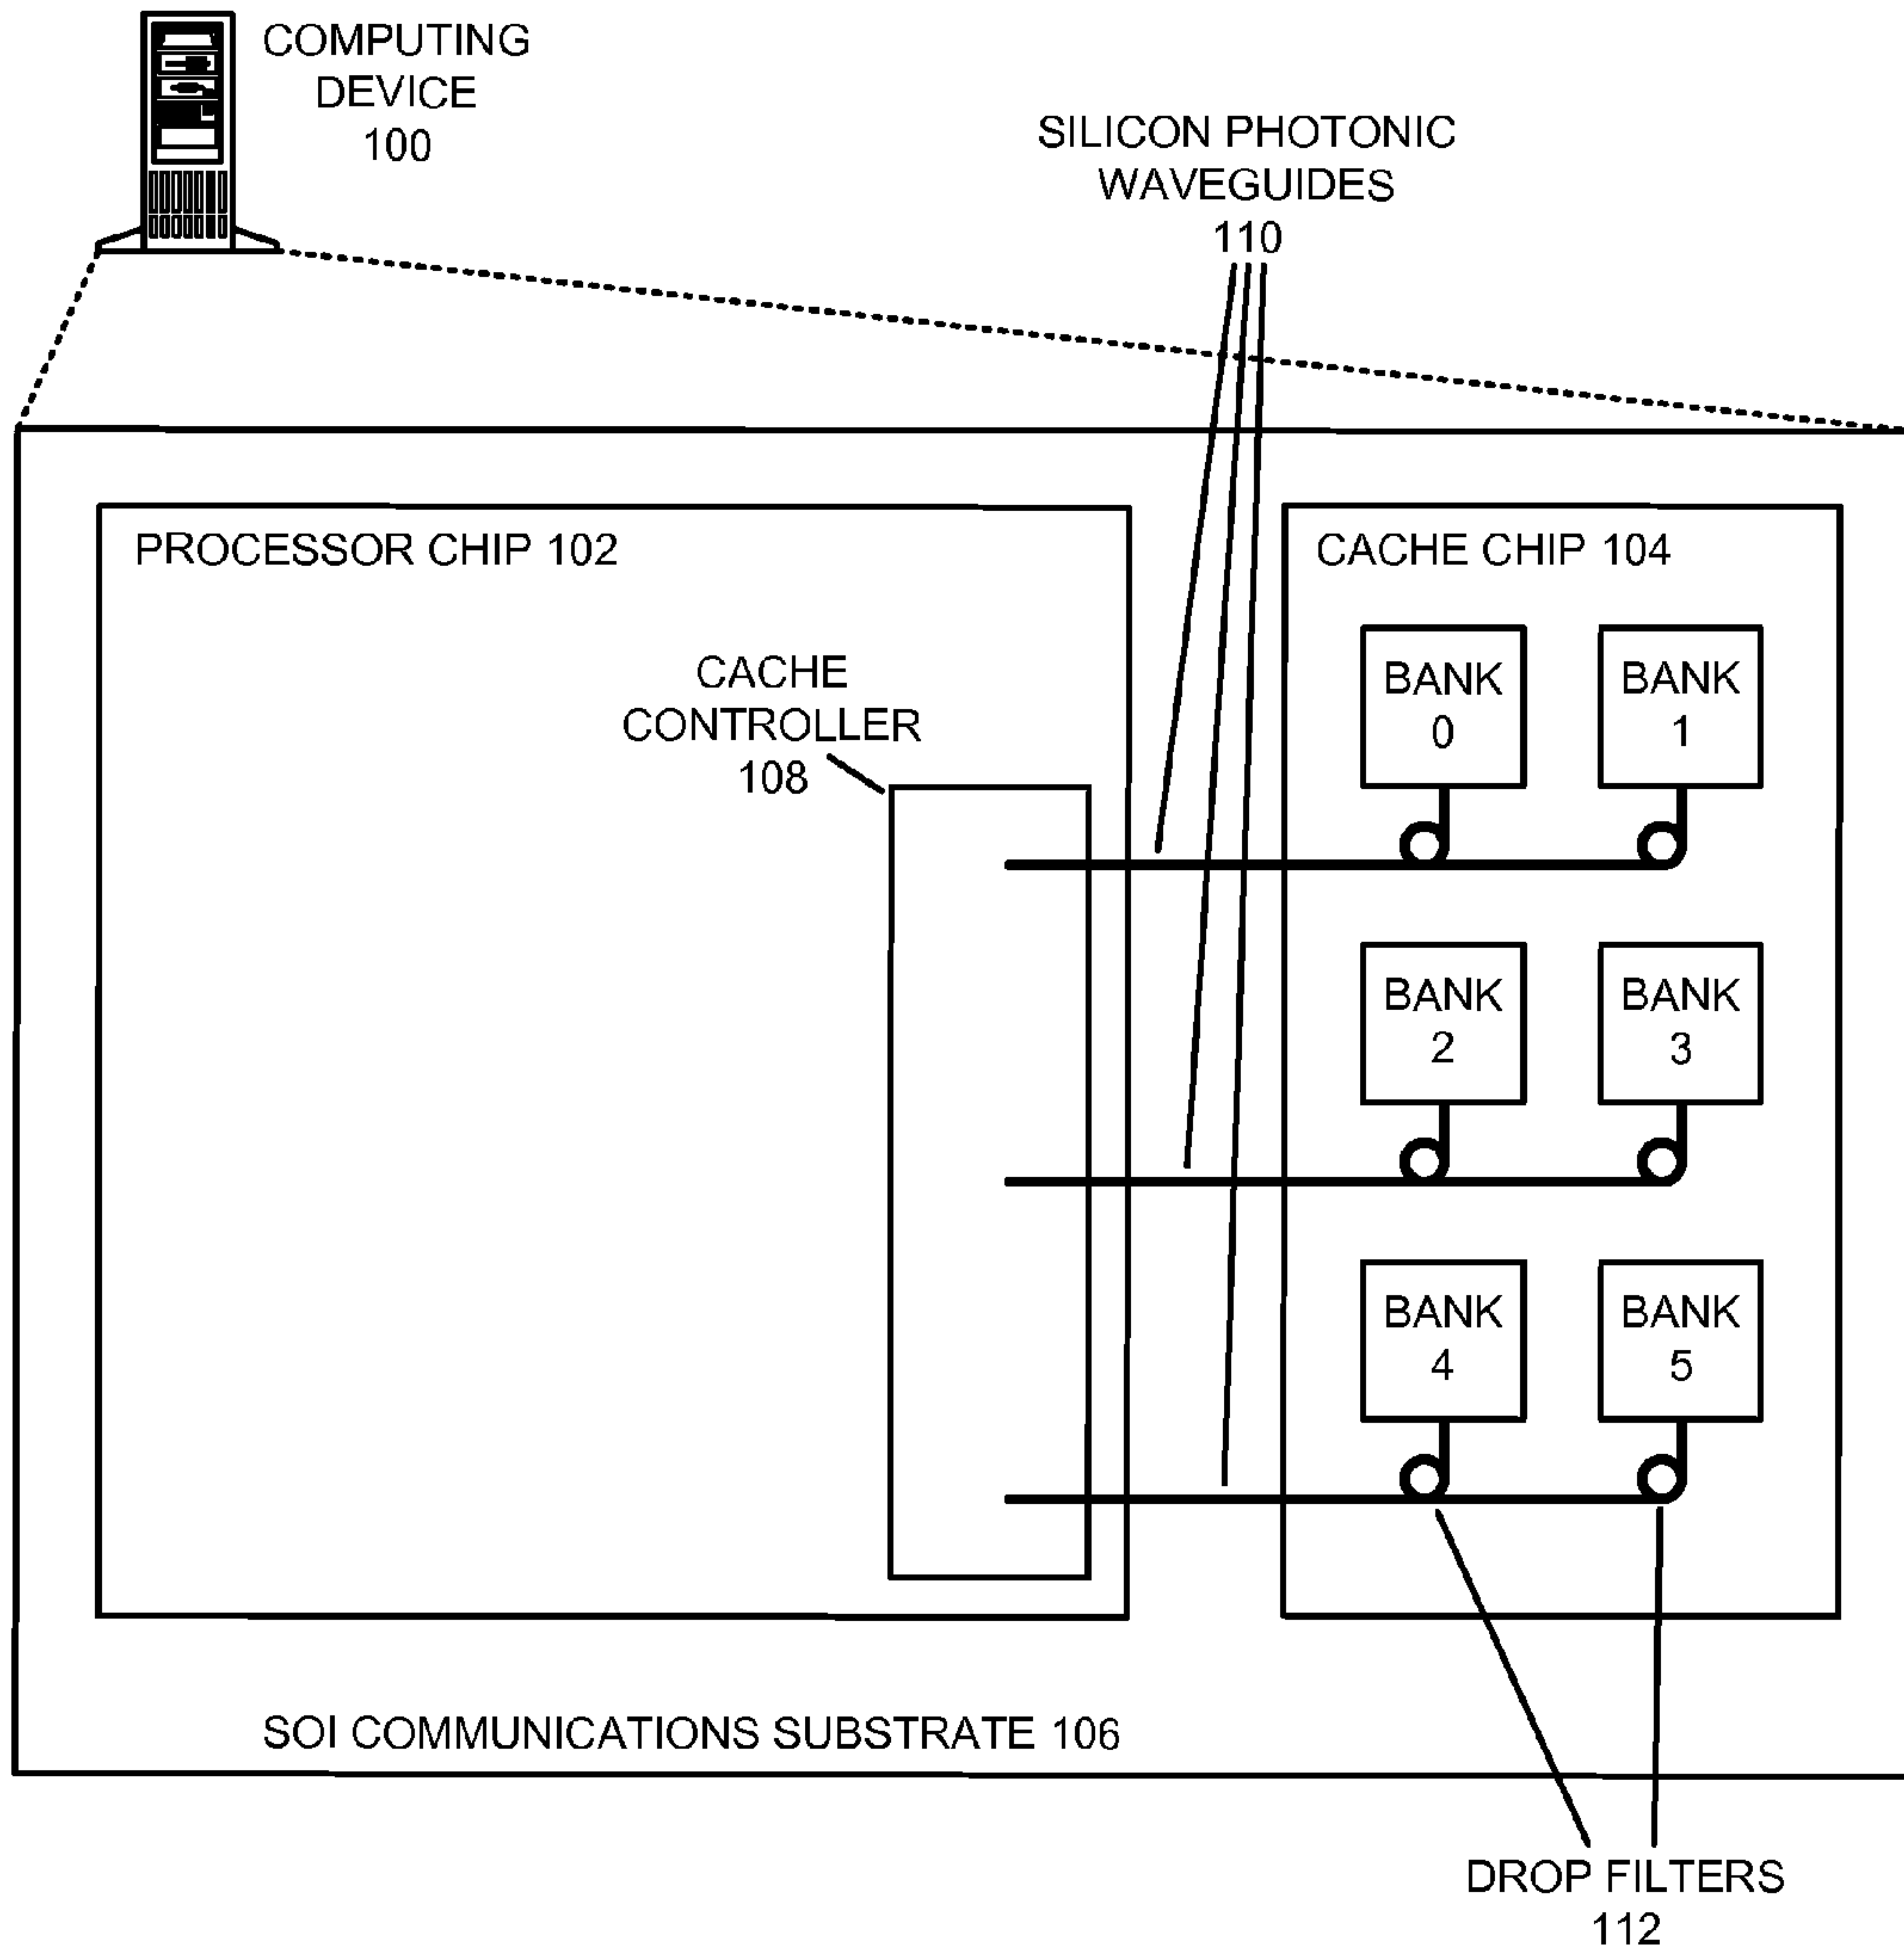 COMPUTING
DEVICE
100
SILICON PHOTONIC
WAVEGUIDES
110
PROCESSOR CHIP 102
CACHE CHIP 104
CACHE
CONTROLLER
108
BANK
0
BANK
1
BANK
2
BANK
3
BANK
4
BANK
5
SOI COMMUNICATIONS SUBSTRATE 106
DROP FILTERS
112